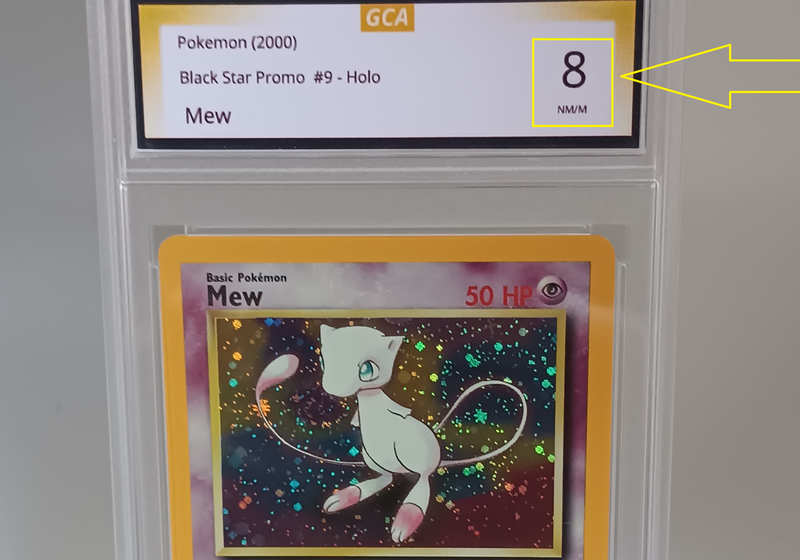 GCA
Pokemon (2000)
Black Star Promo #9 - Holo
8
NM/M
Mew
Basic Pokémon
Mew
50 HP